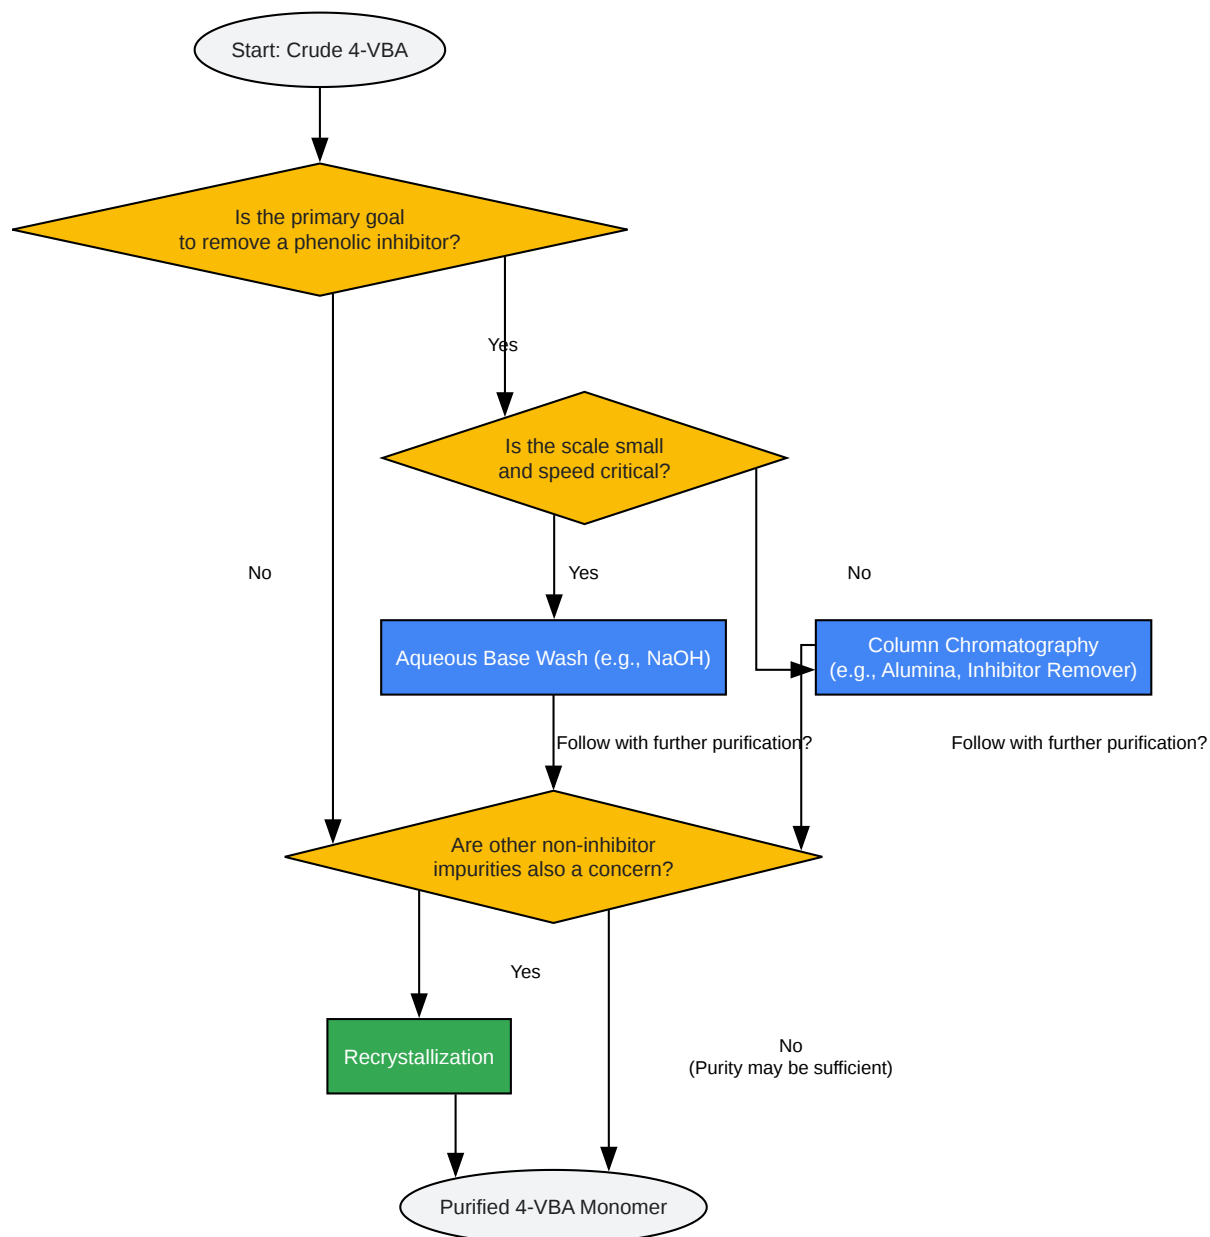 Start: Crude 4-VBA
Is the primary goal
to remove a phenolic inhibitor?
Yes
Is the scale small
and speed critical?
No
Yes
No
Aqueous Base Wash (e.g., NaOH)
Column Chromatography
(e.g., Alumina, Inhibitor Remover)
Follow with further purification?
Follow with further purification?
Are other non-inhibitor
impurities also a concern?
Yes
Recrystallization
No
(Purity may be sufficient)
Purified 4-VBA Monomer